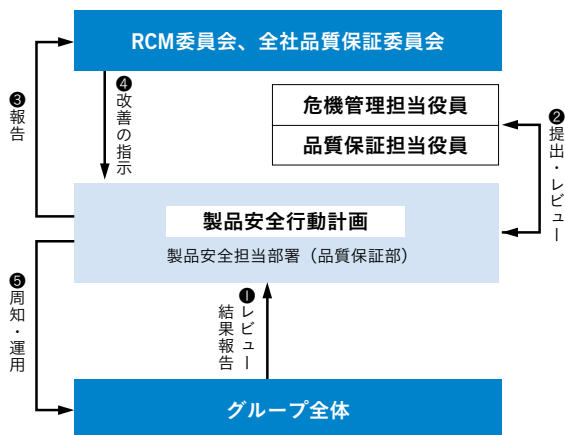 RCM委員会、全社品質保証委員会
❸報告
❹改善の指示
危機管理担当役員
品質保証担当役員
❷提出・レビュー
製品安全行動計画
製品安全担当部署（品質保証部）
❺周知・運用
❶レビュー
結果報告
グループ全体